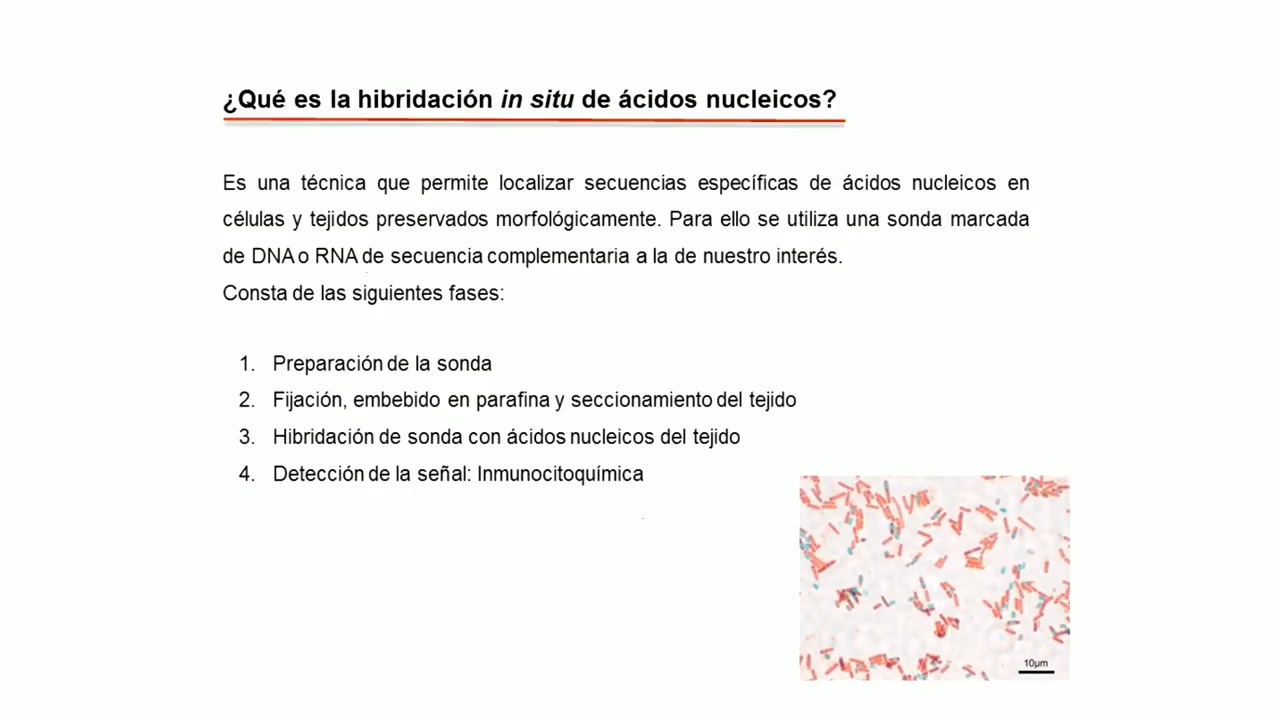 ¿Qué es la hibridación in situ de ácidos nucleicos?
Es una técnica que permite localizar secuencias específicas de ácidos nucleicos en
células y tejidos preservados morfológicamente. Para ello se utiliza una sonda marcada
de DNA o RNA de secuencia complementaria a la de nuestro interés.
Consta de las siguientes fases:
1. Preparación de la sonda
2. Fijación, embebido en parafina y seccionamiento del tejido
3. Hibridación de sonda con ácidos nucleicos del tejido
4. Detección de la señal: Inmunocitoquímica
10µm